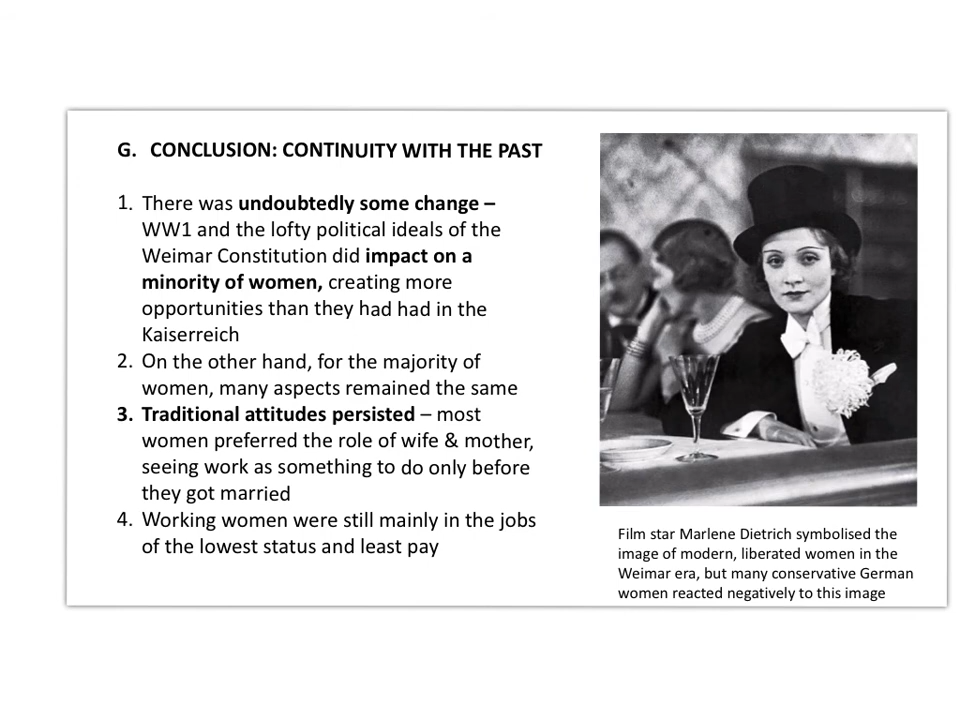 G. CONCLUSION: CONTINUITY WITH THE PAST
1. There was undoubtedly some change –
WW1 and the lofty political ideals of the
Weimar Constitution did impact on a
minority of women, creating more
opportunities than they had had in the
Kaiserreich
2. On the other hand, for the majority of
women, many aspects remained the same
3. Traditional attitudes persisted – most
women preferred the role of wife & mother,
seeing work as something to do only before
they got married
4. Working women were still mainly in the jobs
of the lowest status and least pay
Film star Marlene Dietrich symbolised the
image of modern, liberated women in the
Weimar era, but many conservative German
women reacted negatively to this image